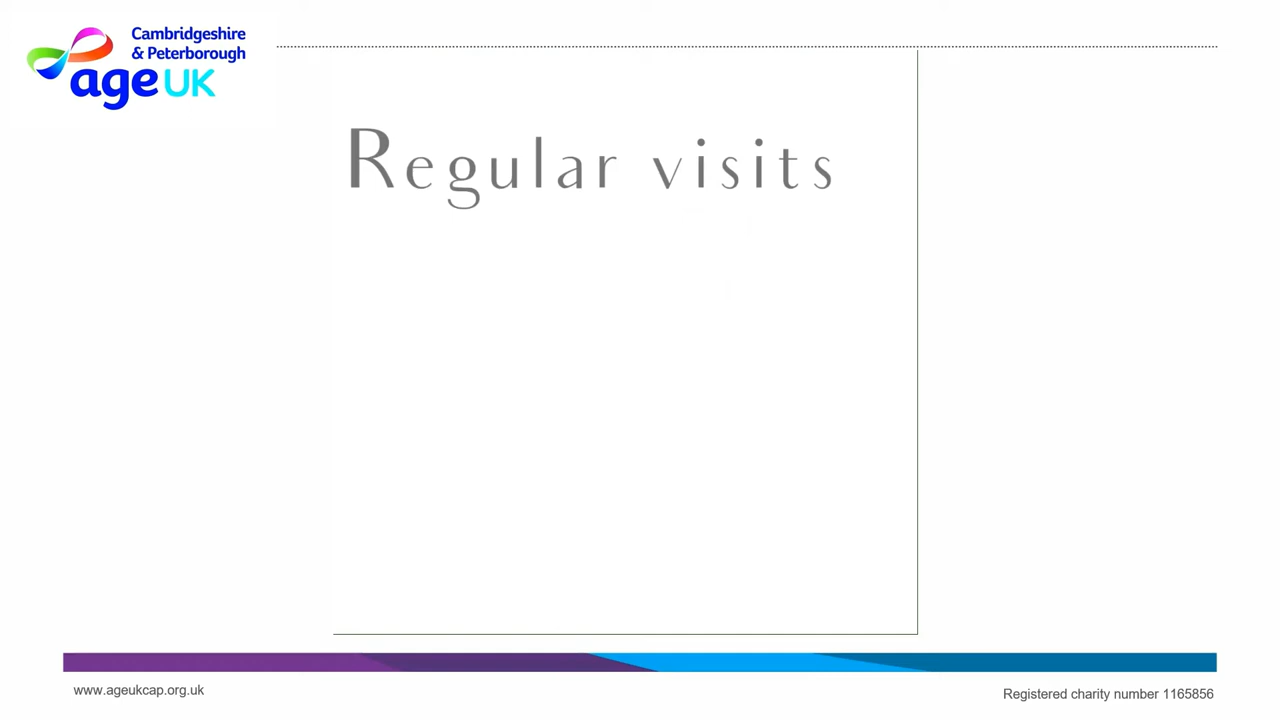 Cambridgeshire
& Peterborough
age UK
Regular visits
www.ageukcap.org.uk
Registered charity number 1165856